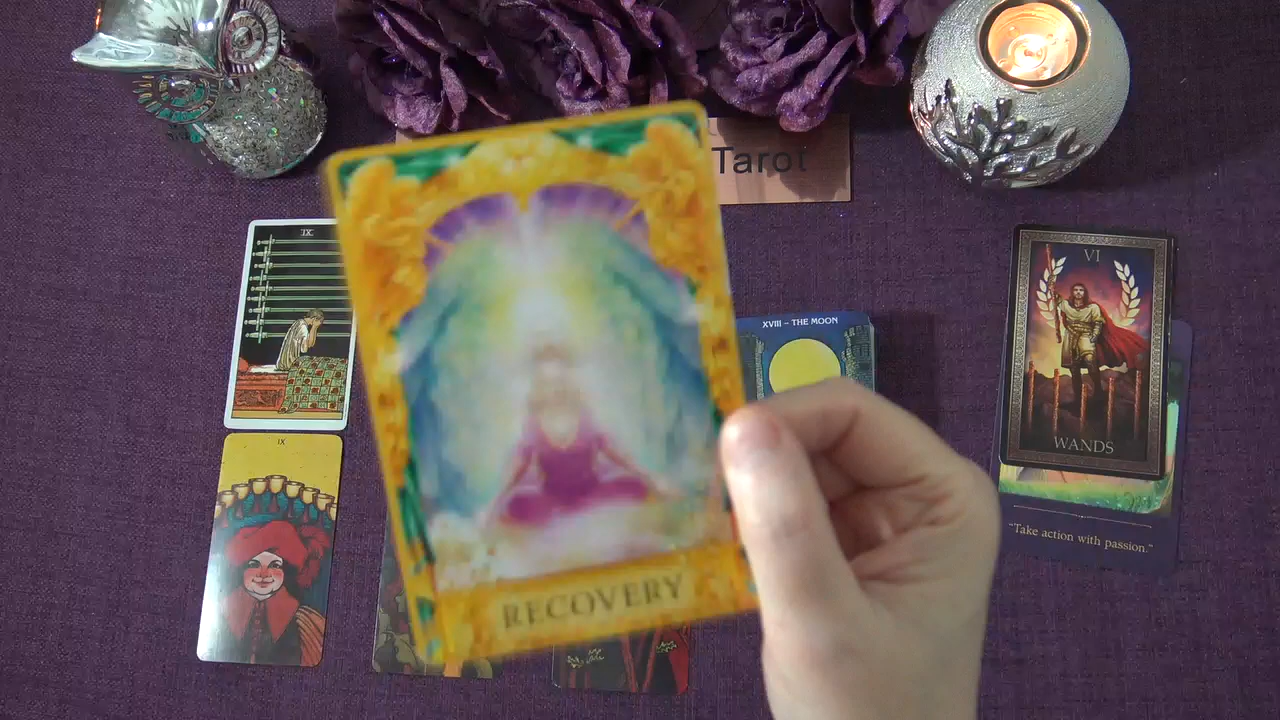 Tarot
IX
XVIII – THE MOON
VI
WANDS
IX
"Take action with passion."
RECOVERY